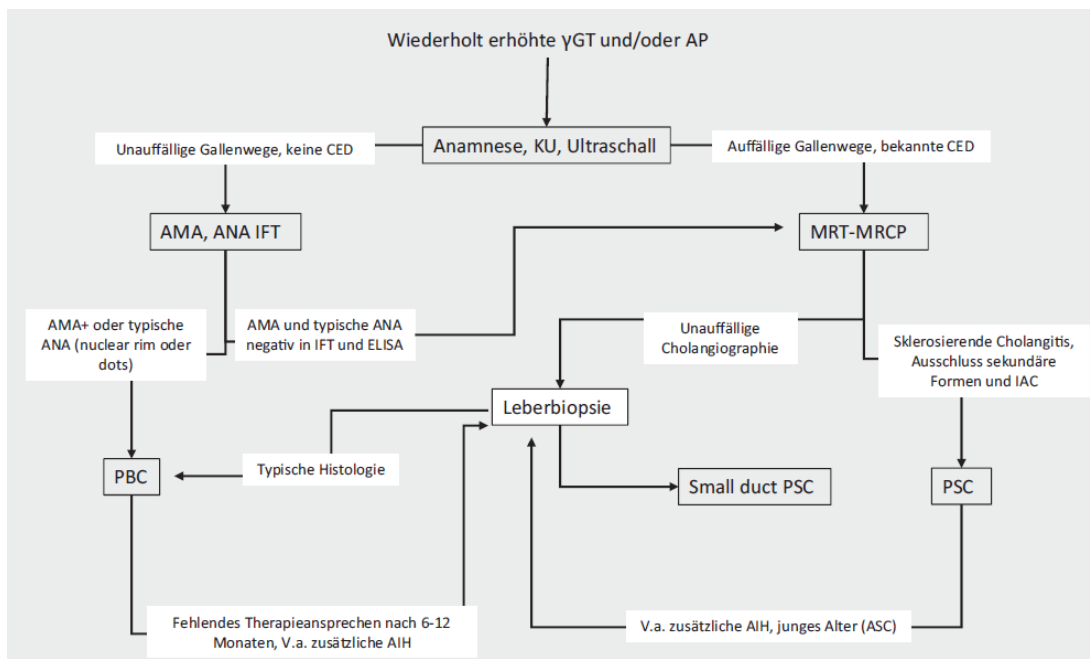 Wiederholt erhöhte γGT und/oder AP
Unauffällige Gallenwege, keine CED
Anamnese, KU, Ultraschall
Auffällige Gallenwege, bekannte CED
AMA, ANA IFT
MRT-MRCP
AMA+ oder typische
ANA (nuclear rim oder
dots)
AMA und typische ANA
negativ in IFT und ELISA
Unauffällige
Cholangiographie
Sklerosierende Cholangitis,
Ausschluss sekundäre
Formen und IAC
Leberbiopsie
PBC
Typische Histologie
Small duct PSC
PSC
Fehlendes Therapieansprechen nach 6-12
Monaten, V.a. zusätzliche AIH
V.a. zusätzliche AIH, junges Alter (ASC)